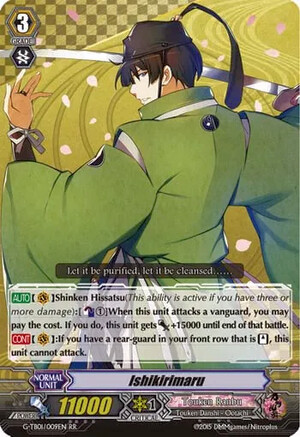 3
GRADE
Let it be purified, let it be cleansed......
AUTO [ ]Shinken Hissatsu(This ability is active if you have three or
more damage): [ 1 ]When this unit attacks a vanguard, you may
pay the cost. If you do, this unit gets +15000 until end of that battle.
CONT [ ]If you have a rear-guard in your front row that is[ ], this
unit cannot attack.
NORMAL
UNIT
Ishikirimaru
POWER
11000
CRITICAL
1
Touken Ranbu
Touken Danshi - Ootachi
G-TB01/009EN RR
©2015 DMM games/ Nitroplus